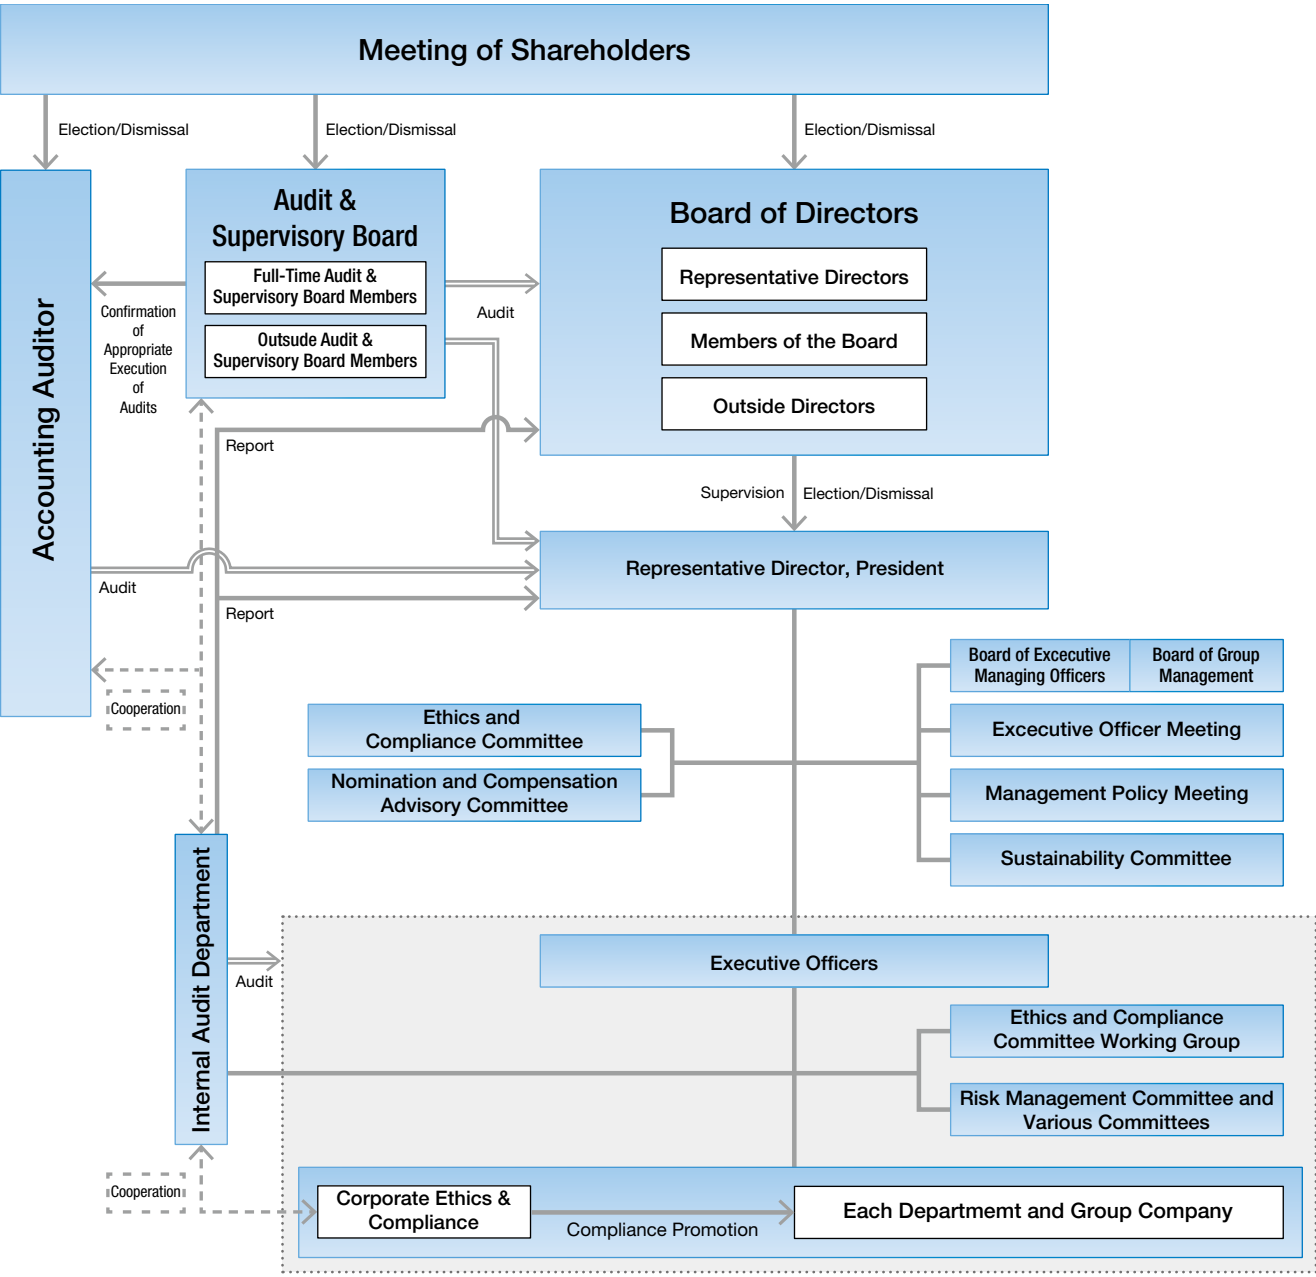 Meeting of Shareholders
Election/Dismissal
Election/Dismissal
Election/Dismissal
Accounting Auditor
Audit &
Supervisory Board
Full-Time Audit &
Supervisory Board Members
Outsude Audit &
Supervisory Board Members
Confirmation
of
Appropriate
Execution
of
Audits
Audit
Board of Directors
Representative Directors
Members of the Board
Outside Directors
Report
Supervision
Election/Dismissal
Representative Director, President
Audit
Report
Cooperation
Board of Excecutive
Managing Officers
Board of Group
Management
Excecutive Officer Meeting
Management Policy Meeting
Sustainability Committee
Ethics and
Compliance Committee
Nomination and Compensation
Advisory Committee
Internal Audit Department
Audit
Executive Officers
Ethics and Compliance
Committee Working Group
Risk Management Committee and
Various Committees
Cooperation
Corporate Ethics &
Compliance
Compliance Promotion
Each Departmemt and Group Company